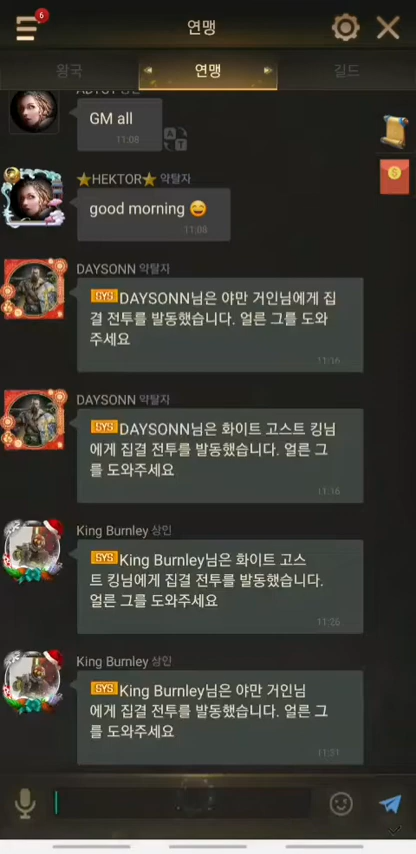 6
연맹
왕국
연맹
길드
GM all
11:08
⭐HEKTOR⭐ 약탈자
good morning 😄
11:08
DAYSONN 약탈자
SYS DAYSONN님은 야만 거인님에게 집
결 전투를 발동했습니다. 얼른 그를 도와
주세요
11:16
DAYSONN 약탈자
SYS DAYSONN님은 화이트 고스트 킹님
에게 집결 전투를 발동했습니다. 얼른 그
를 도와주세요
11:16
King Burnley 상인
SYS King Burnley님은 화이트 고스
트 킹님에게 집결 전투를 발동했습니다.
얼른 그를 도와주세요
11:26
King Burnley 상인
SYS King Burnley님은 야만 거인님
에게 집결 전투를 발동했습니다. 얼른 그
를 도와주세요